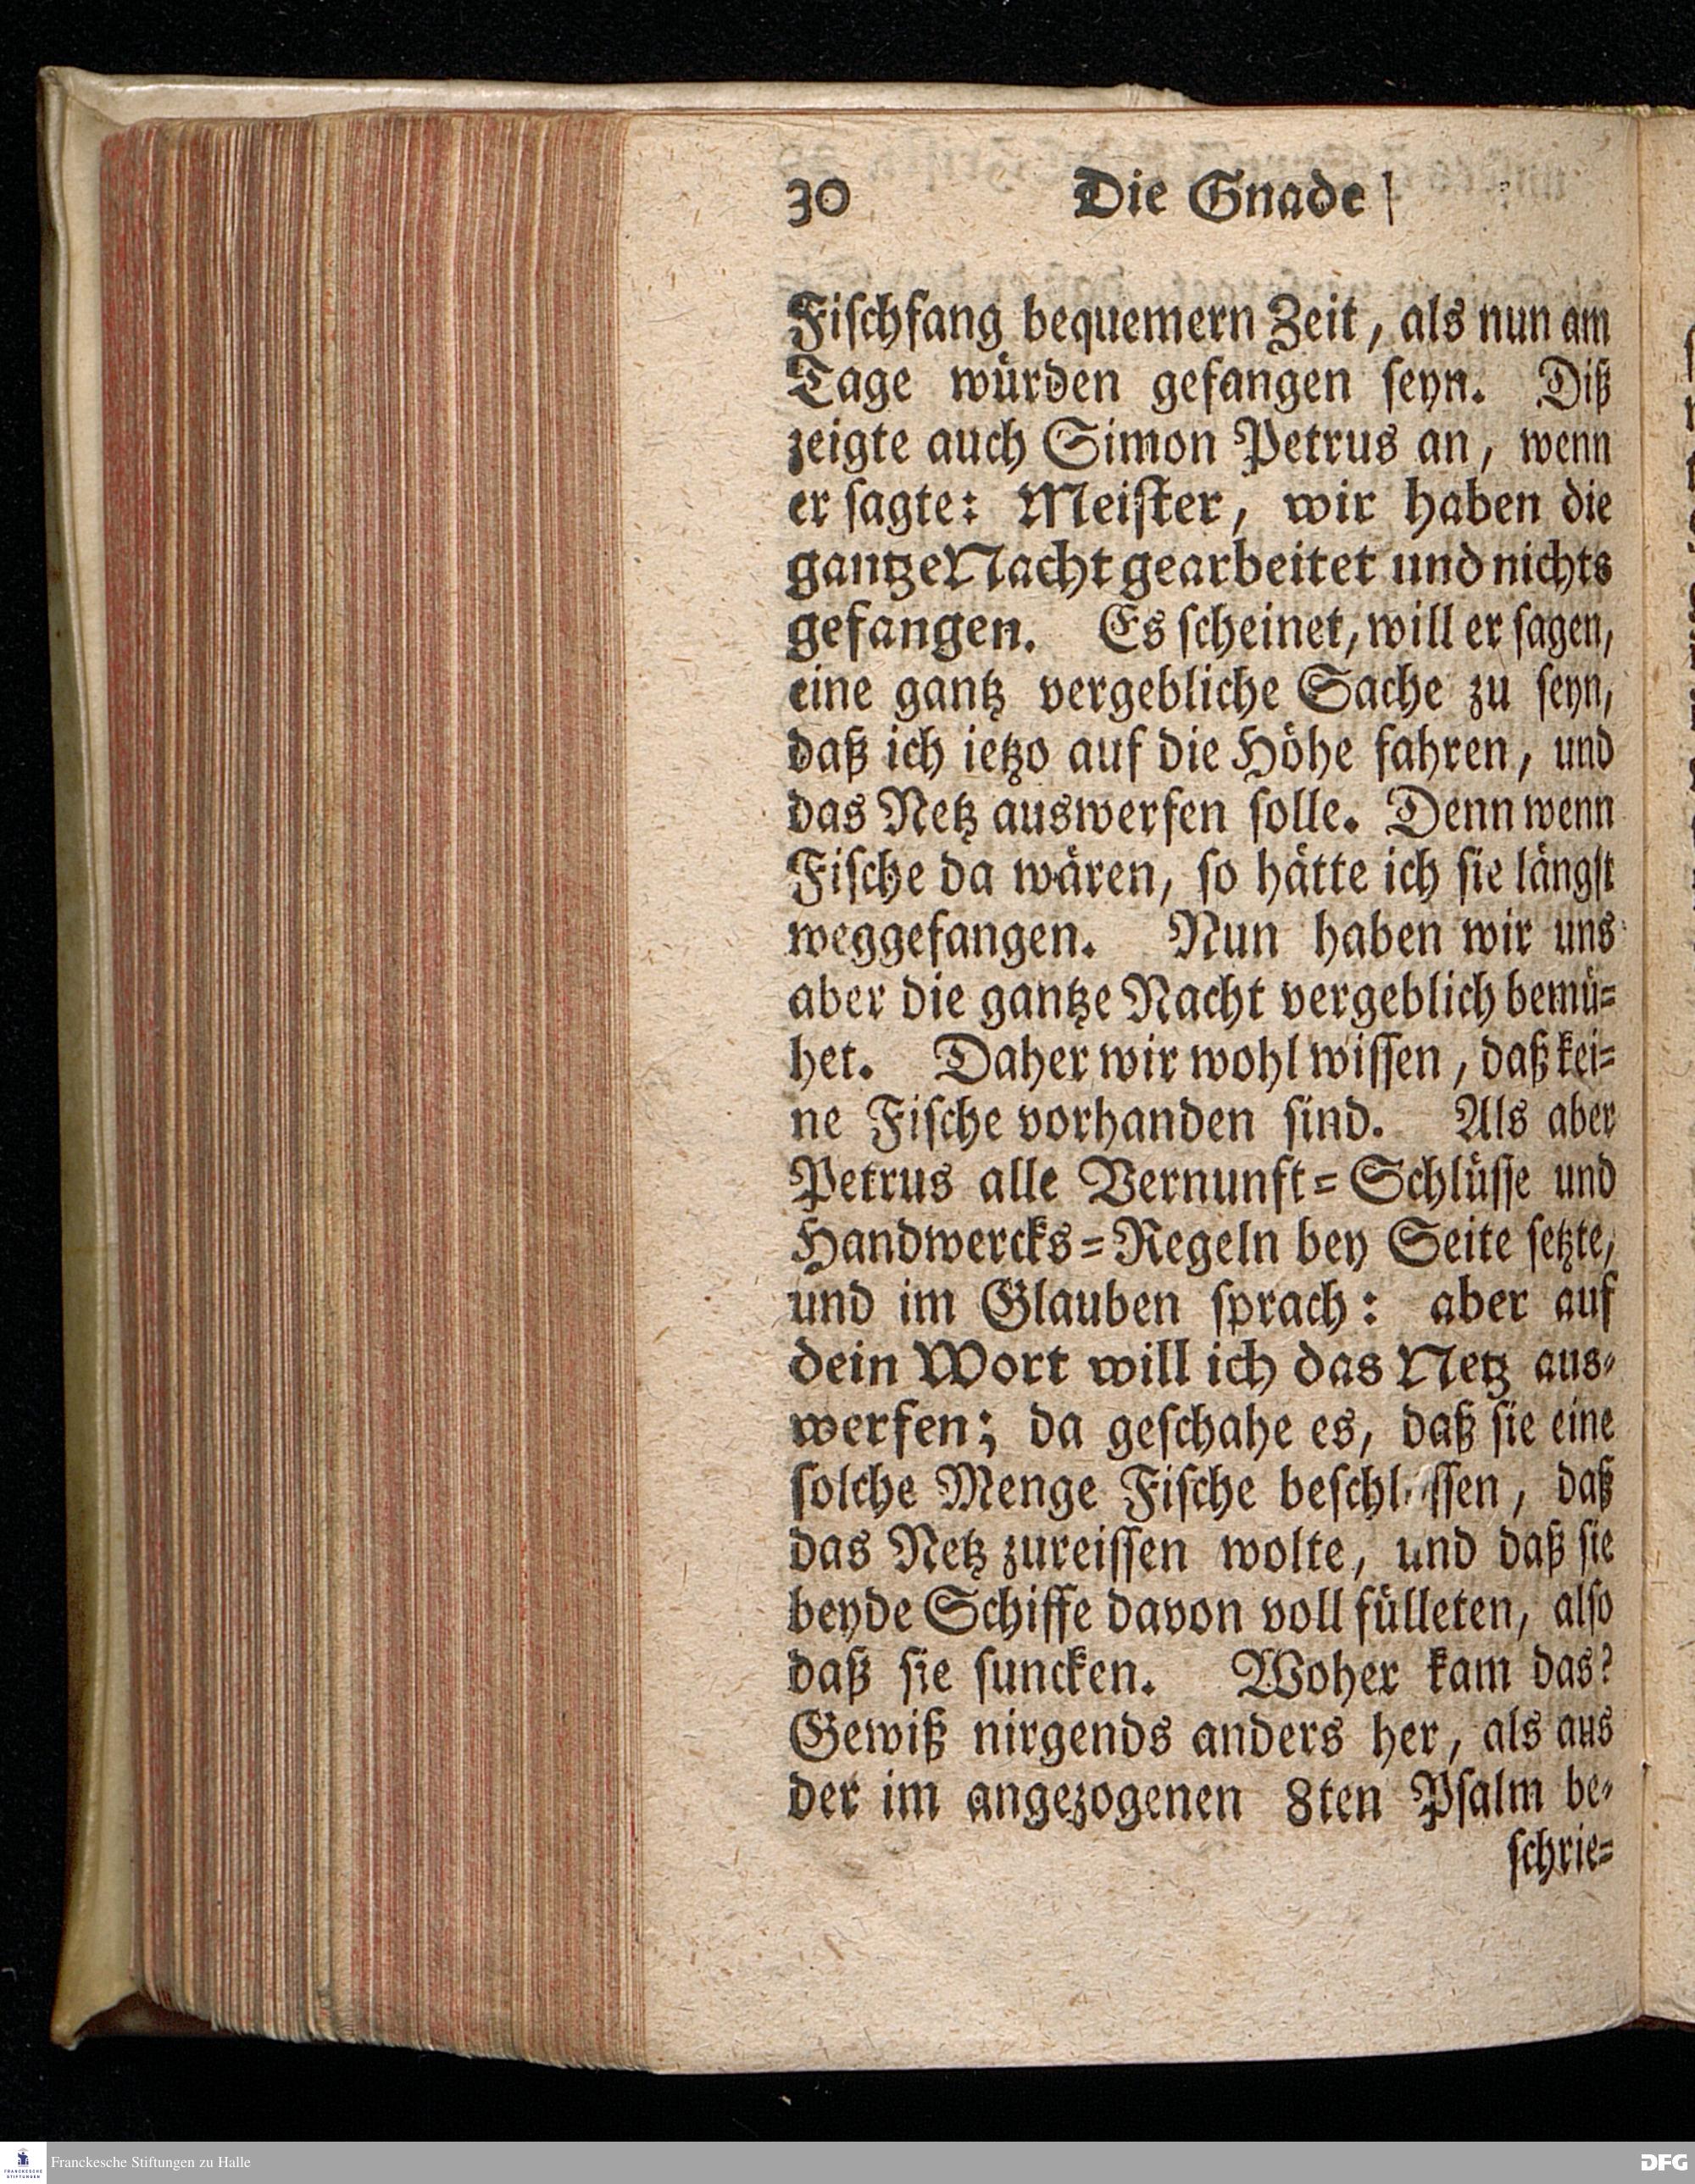 30 Die Gnade
Fiſchfang bequemern Zeit, als nun am
Tage würden gefangen ſeyn. Diß
zeigte auch Simon Petrus an, wenn
er ſagte: Meiſter, wir haben die
gantze Nacht gearbeitet und nichts
gefangen. Es ſcheinet, will er ſagen,
eine gantz vergebliche Sache zu ſeyn,
daß ich ietzo auf die Höhe fahren, und
das Netz auswerfen ſolle. Denn wenn
Fiſche da wären, ſo hätte ich ſie längſt
weggefangen. Nun haben wir uns
aber die gantze Nacht vergeblich bemü=
het. Daher wir wohl wiſſen, daß kei=
ne Fiſche vorhanden ſind. Als aber
Petrus alle Vernunft=Schlüſſe und
Handwercks=Regeln bey Seite ſetzte,
und im Glauben ſprach: aber auf
dein Wort will ich das Netz aus=
werfen; da geſchahe es, daß ſie eine
ſolche Menge Fiſche beſchloſſen, daß
das Netz zureiſſen wolte, und daß ſie
beyde Schiffe davon voll fülleten, alſo
daß ſie ſuncken. Woher kam das?
Gewiß nirgends anders her, als aus
der im angezogenen 8ten Pſalm be=
ſchrie=
FRANCKESCHE STIFTUNGEN
Franckesche Stiftungen zu Halle
DFG